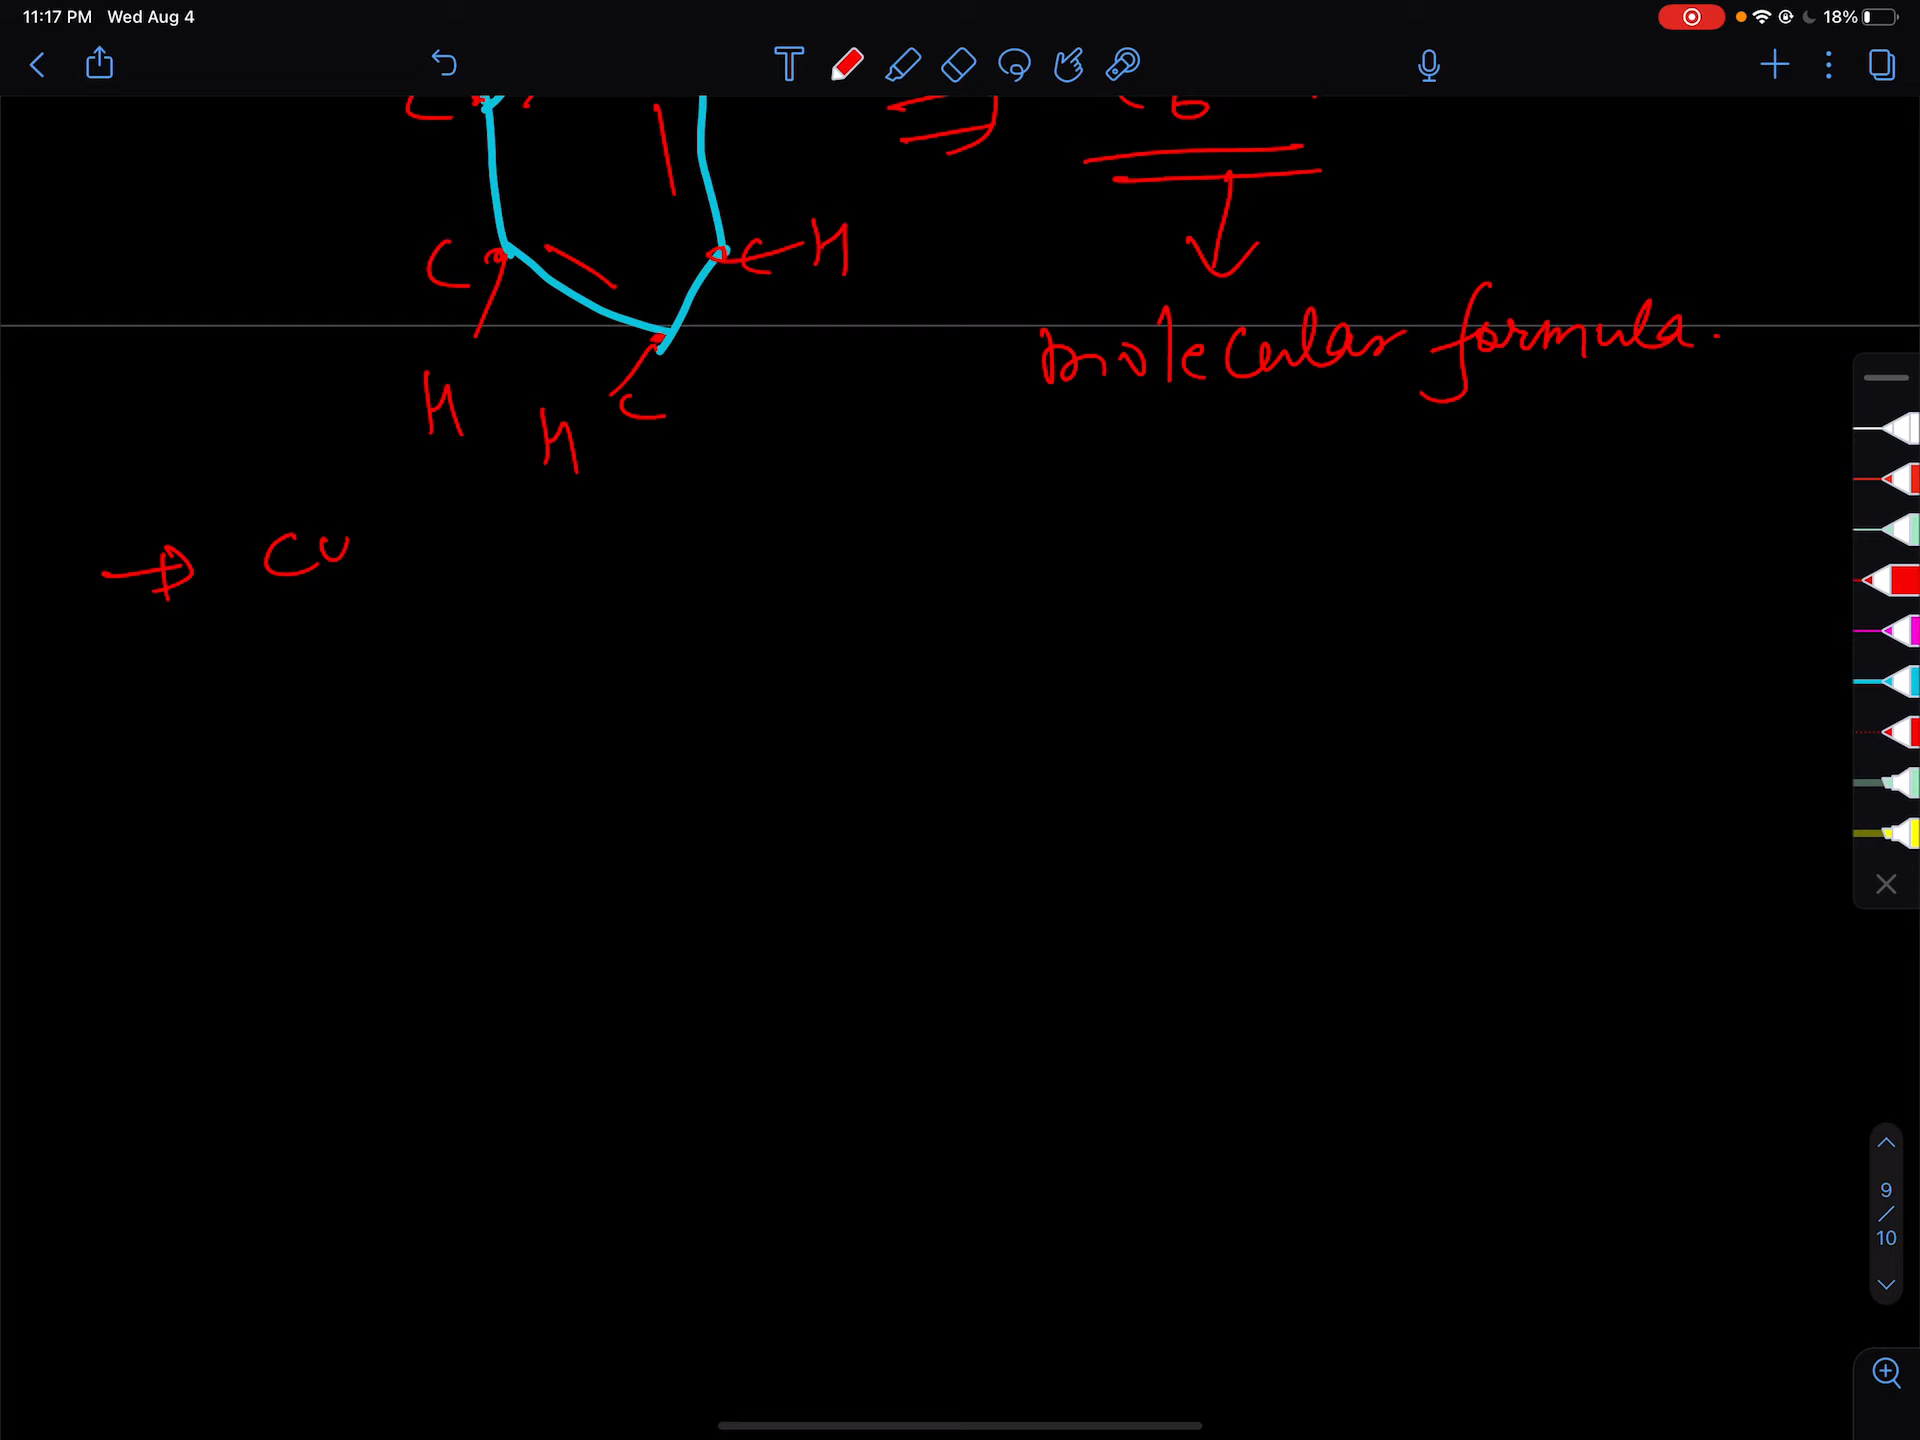 11:17 PM Wed Aug 4
18%
C
C H
molecular formula.
H
H C
→ Cu
9
/
10